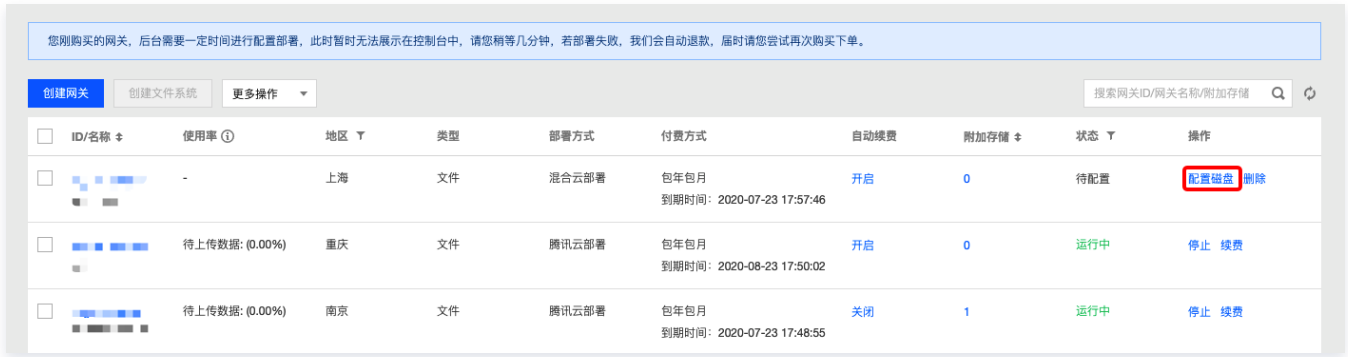 您刚购买的网关，后台需要一定时间进行配置部署，此时暂时无法展示在控制台中，请您稍等几分钟，若部署失败，我们会自动退款，届时请您尝试再次购买下单。
创建网关 创建文件系统 更多操作 搜索网关ID/网关名称/附加存储
ID/名称 使用率 地区 类型 部署方式 付费方式 自动续费 附加存储 状态 操作
- 上海 文件 混合云部署 包年包月 开启 0 待配置 配置磁盘 删除
到期时间：2020-07-23 17:57:46
待上传数据: (0.00%) 重庆 文件 腾讯云部署 包年包月 开启 0 运行中 停止 续费
到期时间：2020-08-23 17:50:02
待上传数据: (0.00%) 南京 文件 腾讯云部署 包年包月 关闭 1 运行中 停止 续费
到期时间：2020-07-23 17:48:55